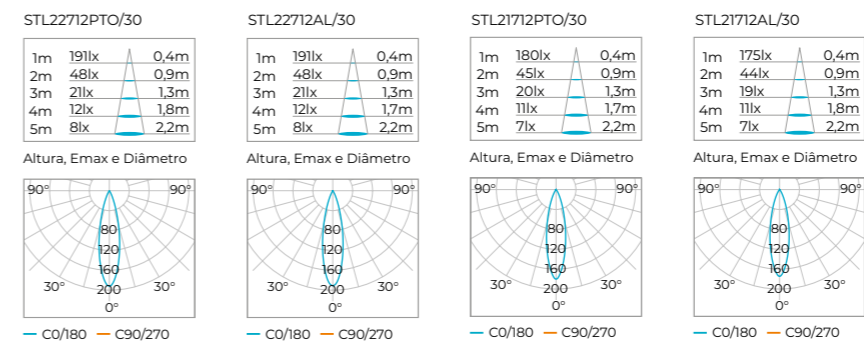 STL22712PTO/30
1m 191lx 0,4m
2m 48lx 0,9m
3m 21lx 1,3m
4m 12lx 1,8m
5m 8lx 2,2m
Altura, Emax e Diâmetro
90° 90°
80
120
160
30° 200 30°
0°
C0/180 C90/270
STL22712AL/30
1m 191lx 0,4m
2m 48lx 0,9m
3m 21lx 1,3m
4m 12lx 1,7m
5m 8lx 2,2m
Altura, Emax e Diâmetro
90° 90°
80
120
160
30° 200 30°
0°
C0/180 C90/270
STL21712PTO/30
1m 180lx 0,4m
2m 45lx 0,9m
3m 20lx 1,3m
4m 11lx 1,7m
5m 7lx 2,2m
Altura, Emax e Diâmetro
90° 90°
80
120
160
30° 200 30°
0°
C0/180 C90/270
STL21712AL/30
1m 175lx 0,4m
2m 44lx 0,9m
3m 19lx 1,3m
4m 11lx 1,8m
5m 7lx 2,2m
Altura, Emax e Diâmetro
90° 90°
80
120
160
30° 200 30°
0°
C0/180 C90/270